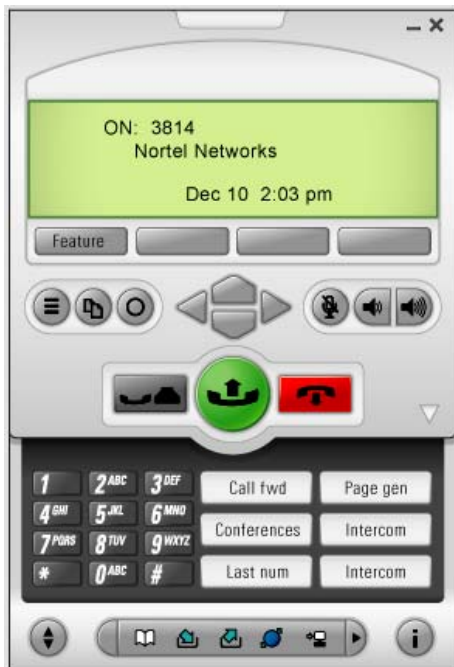 ON: 3814
Nortel Networks
Dec 10 2:03 pm
Feature
1 2ABC 3DEF Call fwd Page gen
4GHI 5JKL 6MNO Conferences Intercom
7PQRS 8TUV 9WXYZ
* 0ABC # Last num Intercom
i